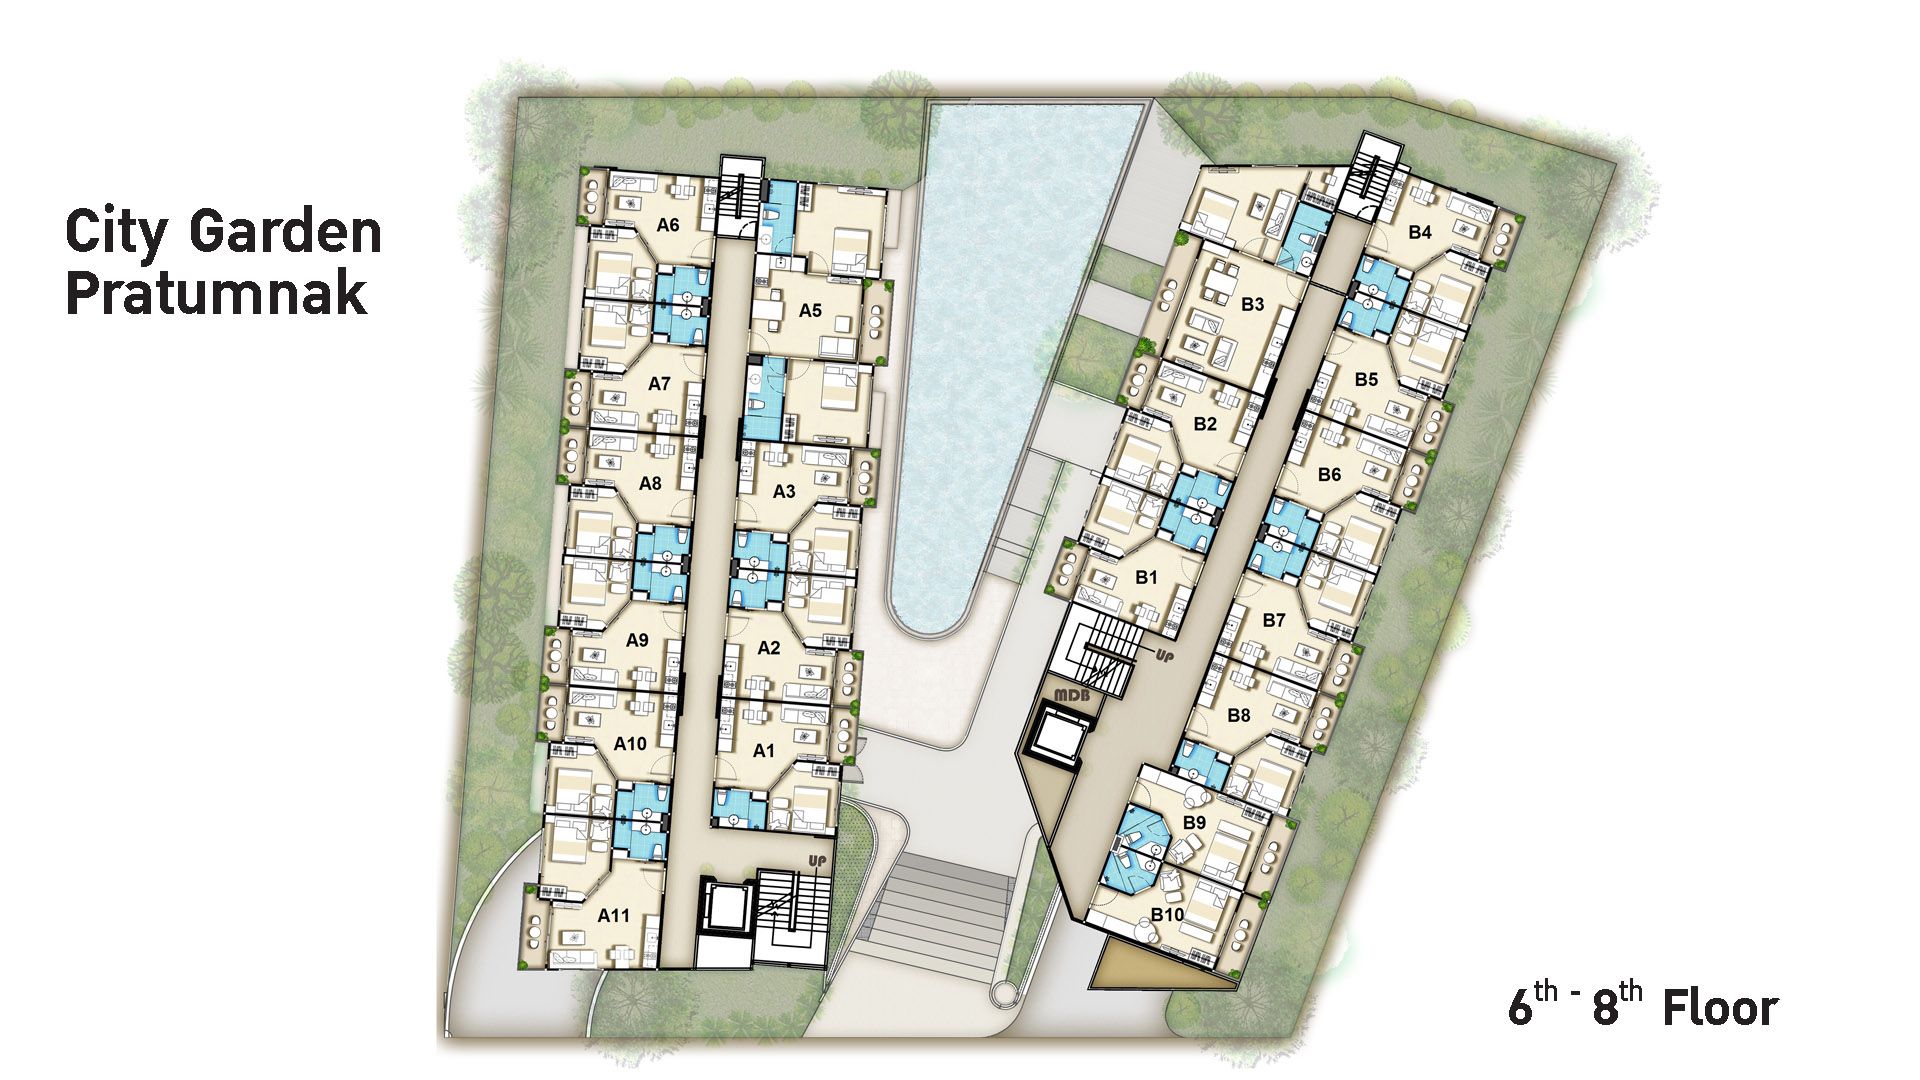 City Garden
Pratumnak
A6
A5
A7
A8
A3
A9
A2
A10
A1
A11
UP
B4
B3
B5
B2
B6
B1
B7
UP
MDB
B8
B9
B10
6th - 8th Floor